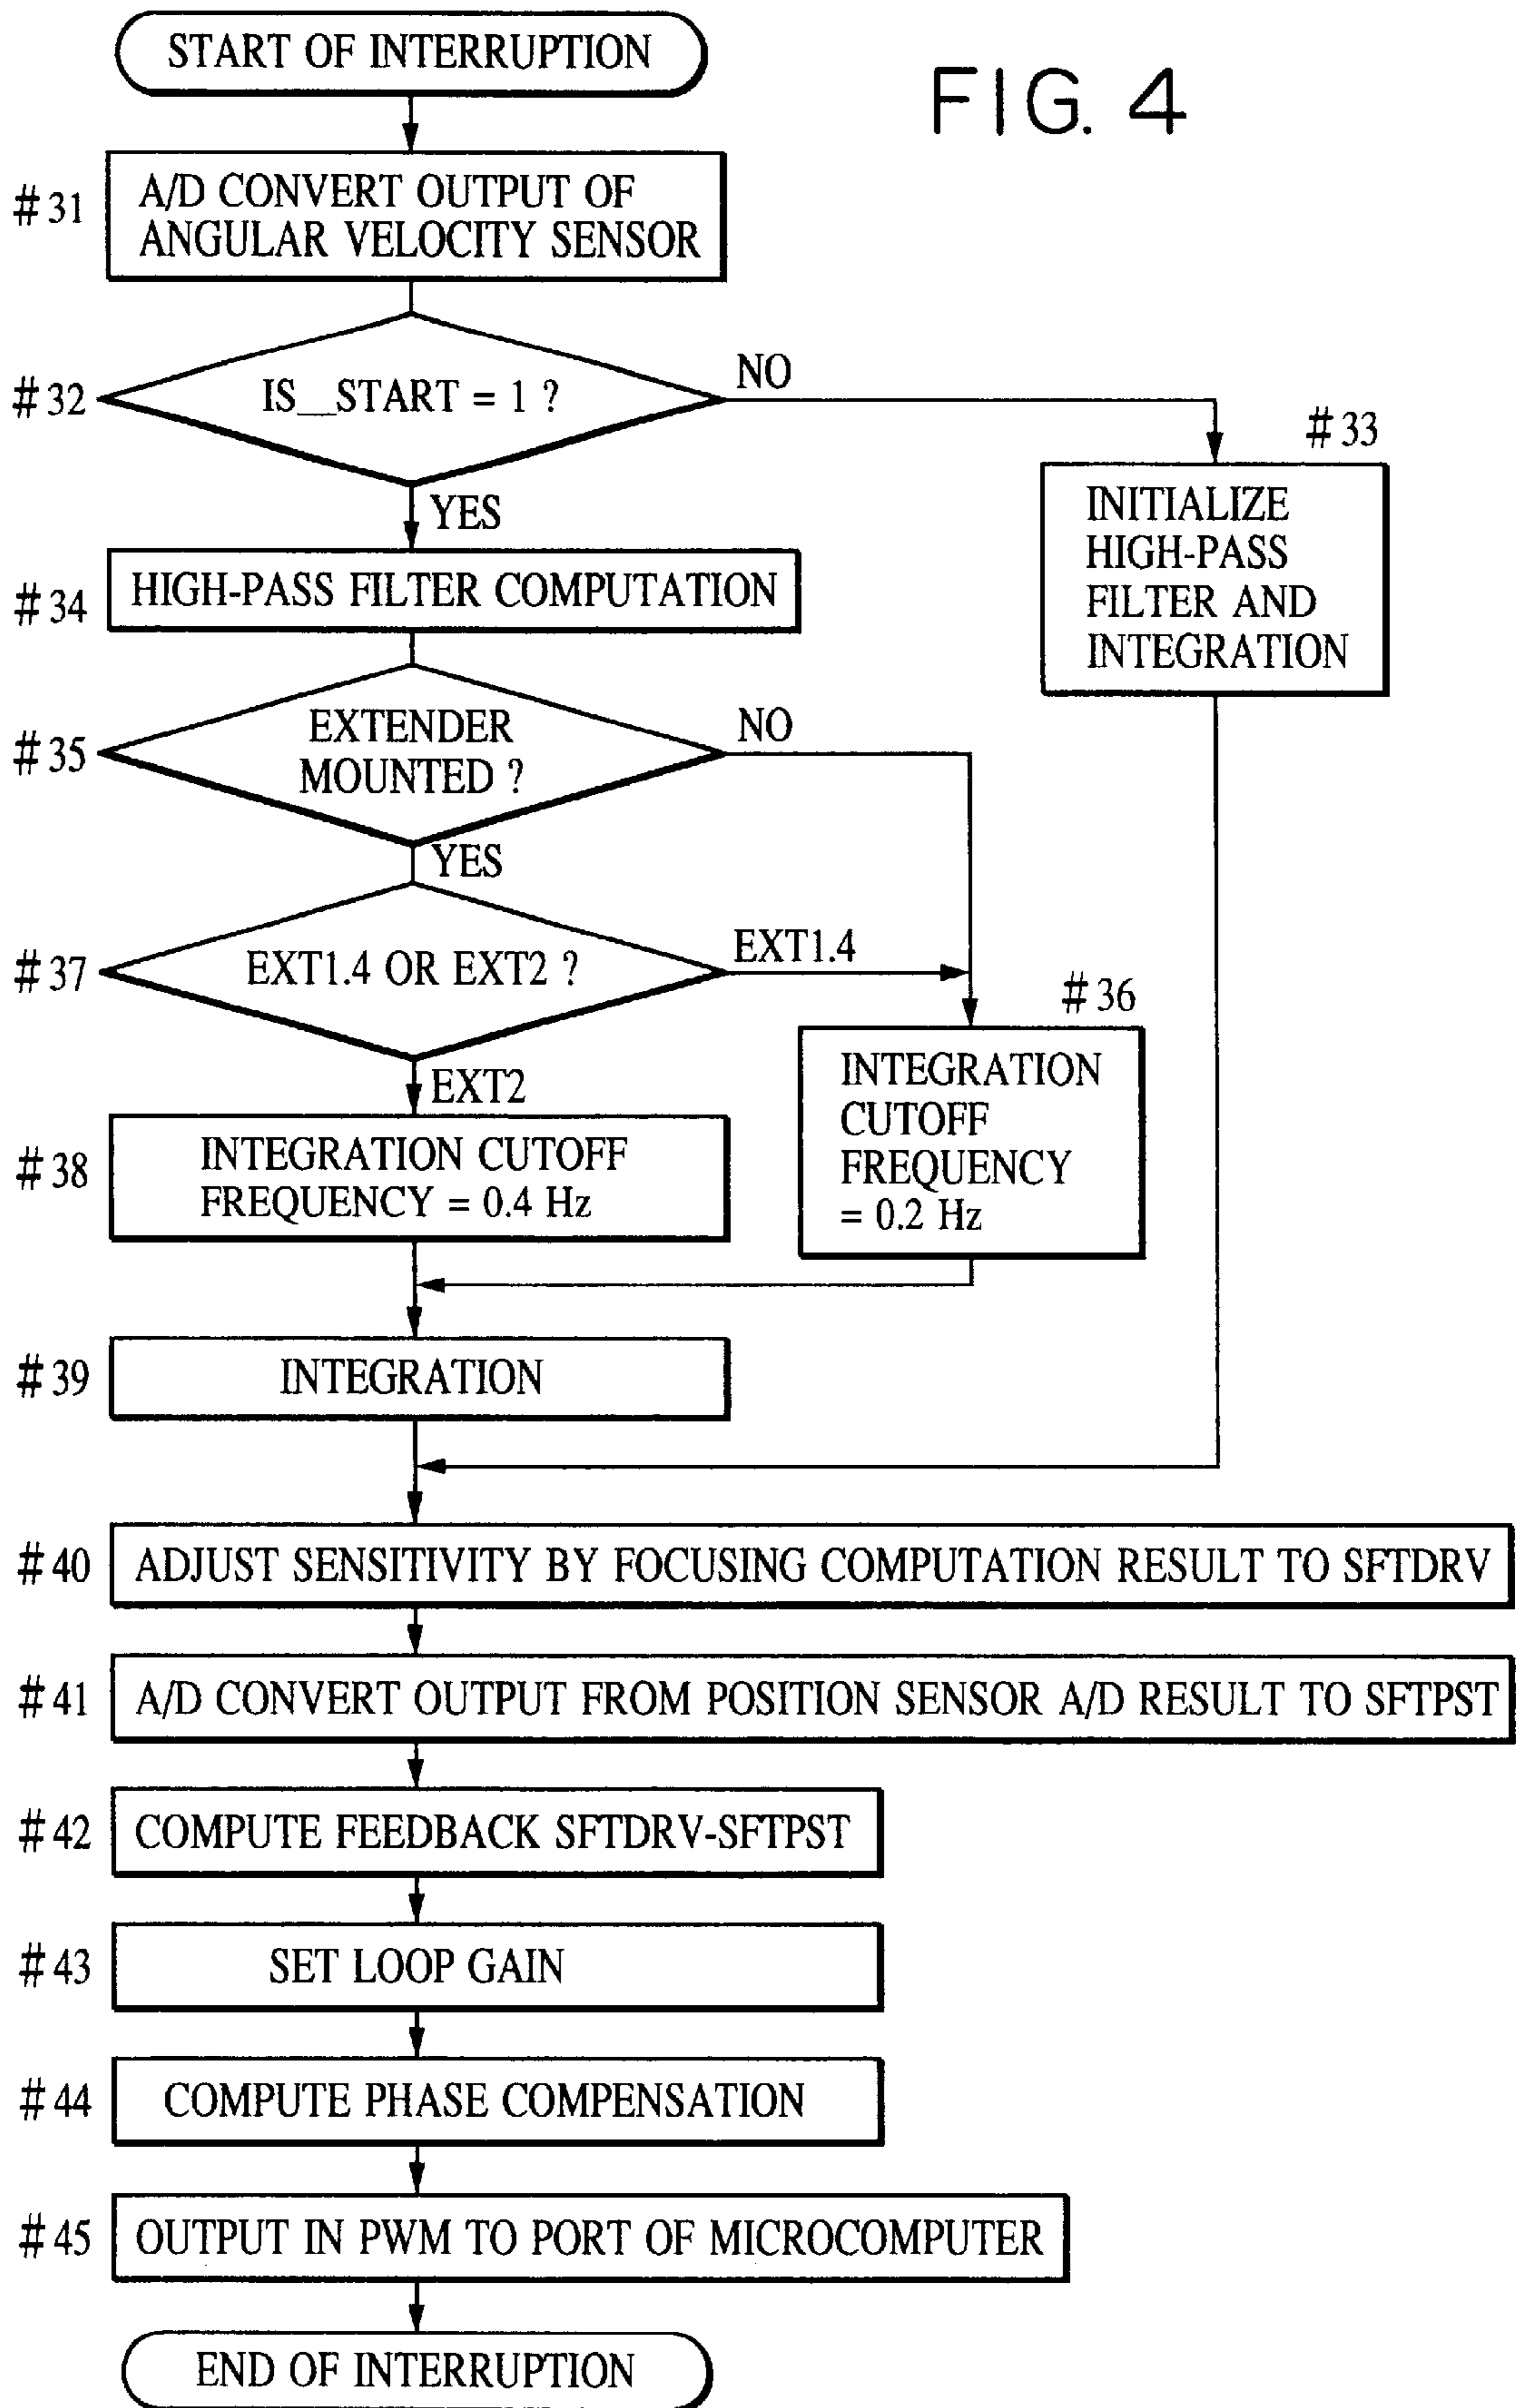 START OF INTERRUPTION
FIG. 4
#31
A/D CONVERT OUTPUT OF
ANGULAR VELOCITY SENSOR
#32
IS__START = 1 ?
NO
YES
#33
INITIALIZE
HIGH-PASS
FILTER AND
INTEGRATION
#34
HIGH-PASS FILTER COMPUTATION
#35
EXTENDER
MOUNTED ?
NO
YES
#37
EXT1.4 OR EXT2 ?
EXT1.4
EXT2
#36
INTEGRATION
CUTOFF
FREQUENCY
= 0.2 Hz
#38
INTEGRATION CUTOFF
FREQUENCY = 0.4 Hz
#39
INTEGRATION
#40
ADJUST SENSITIVITY BY FOCUSING COMPUTATION RESULT TO SFTDRV
#41
A/D CONVERT OUTPUT FROM POSITION SENSOR A/D RESULT TO SFTPST
#42
COMPUTE FEEDBACK SFTDRV-SFTPST
#43
SET LOOP GAIN
#44
COMPUTE PHASE COMPENSATION
#45
OUTPUT IN PWM TO PORT OF MICROCOMPUTER
END OF INTERRUPTION